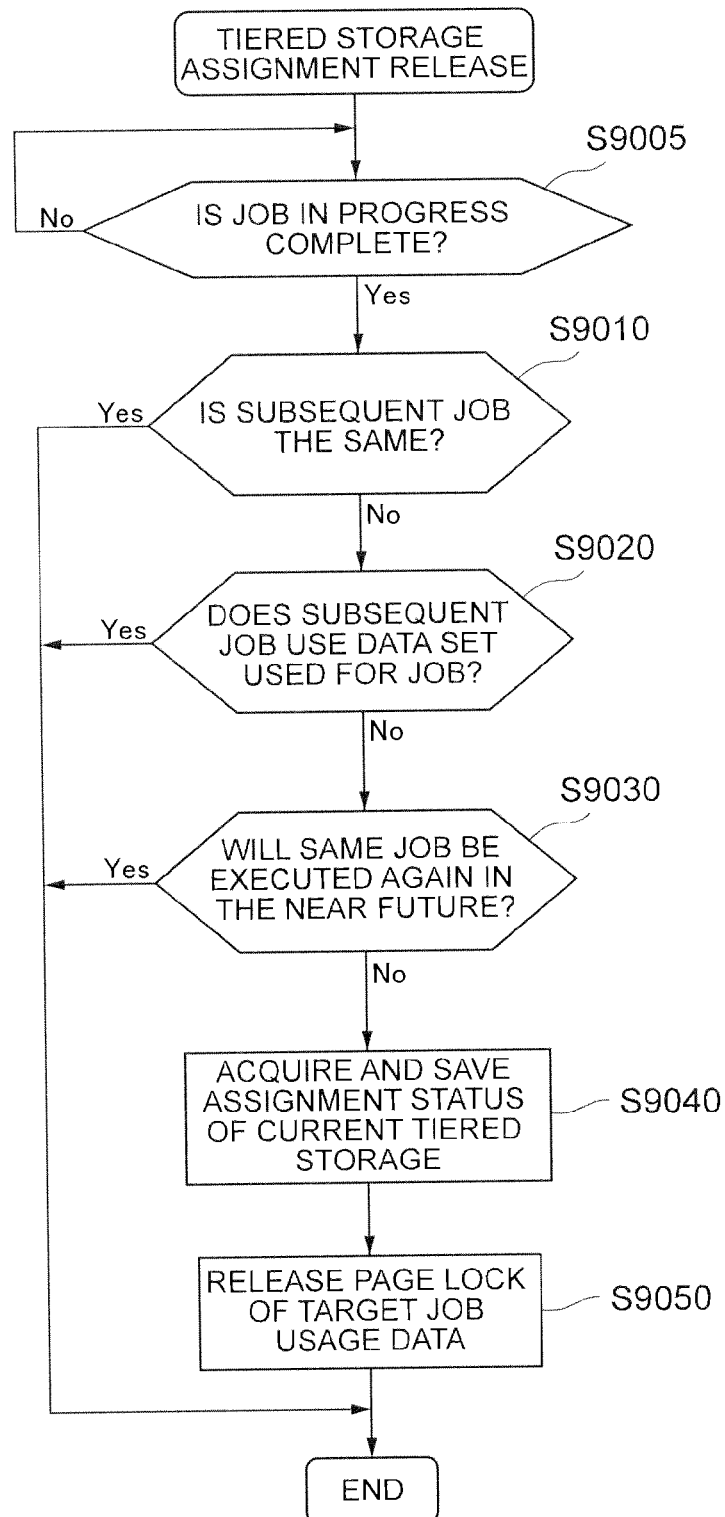 TIERED STORAGE
ASSIGNMENT RELEASE
S9005
No
IS JOB IN PROGRESS
COMPLETE?
Yes
S9010
Yes
IS SUBSEQUENT JOB
THE SAME?
No
S9020
Yes
DOES SUBSEQUENT
JOB USE DATA SET
USED FOR JOB?
No
S9030
Yes
WILL SAME JOB BE
EXECUTED AGAIN IN
THE NEAR FUTURE?
No
ACQUIRE AND SAVE
ASSIGNMENT STATUS
OF CURRENT TIERED
STORAGE
S9040
RELEASE PAGE LOCK
OF TARGET JOB
USAGE DATA
S9050
END